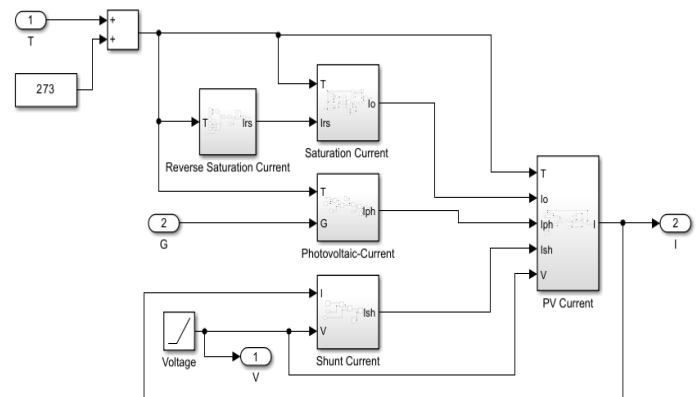 1
T
+
+
273
T
Irs
Reverse Saturation Current
T
Irs
Io
Saturation Current
2
G
T
G
Iph
Photovoltaic-Current
I
V
Ish
Shunt Current
Voltage
1
V
T
Io
Iph
Ish
V
I
PV Current
2
I